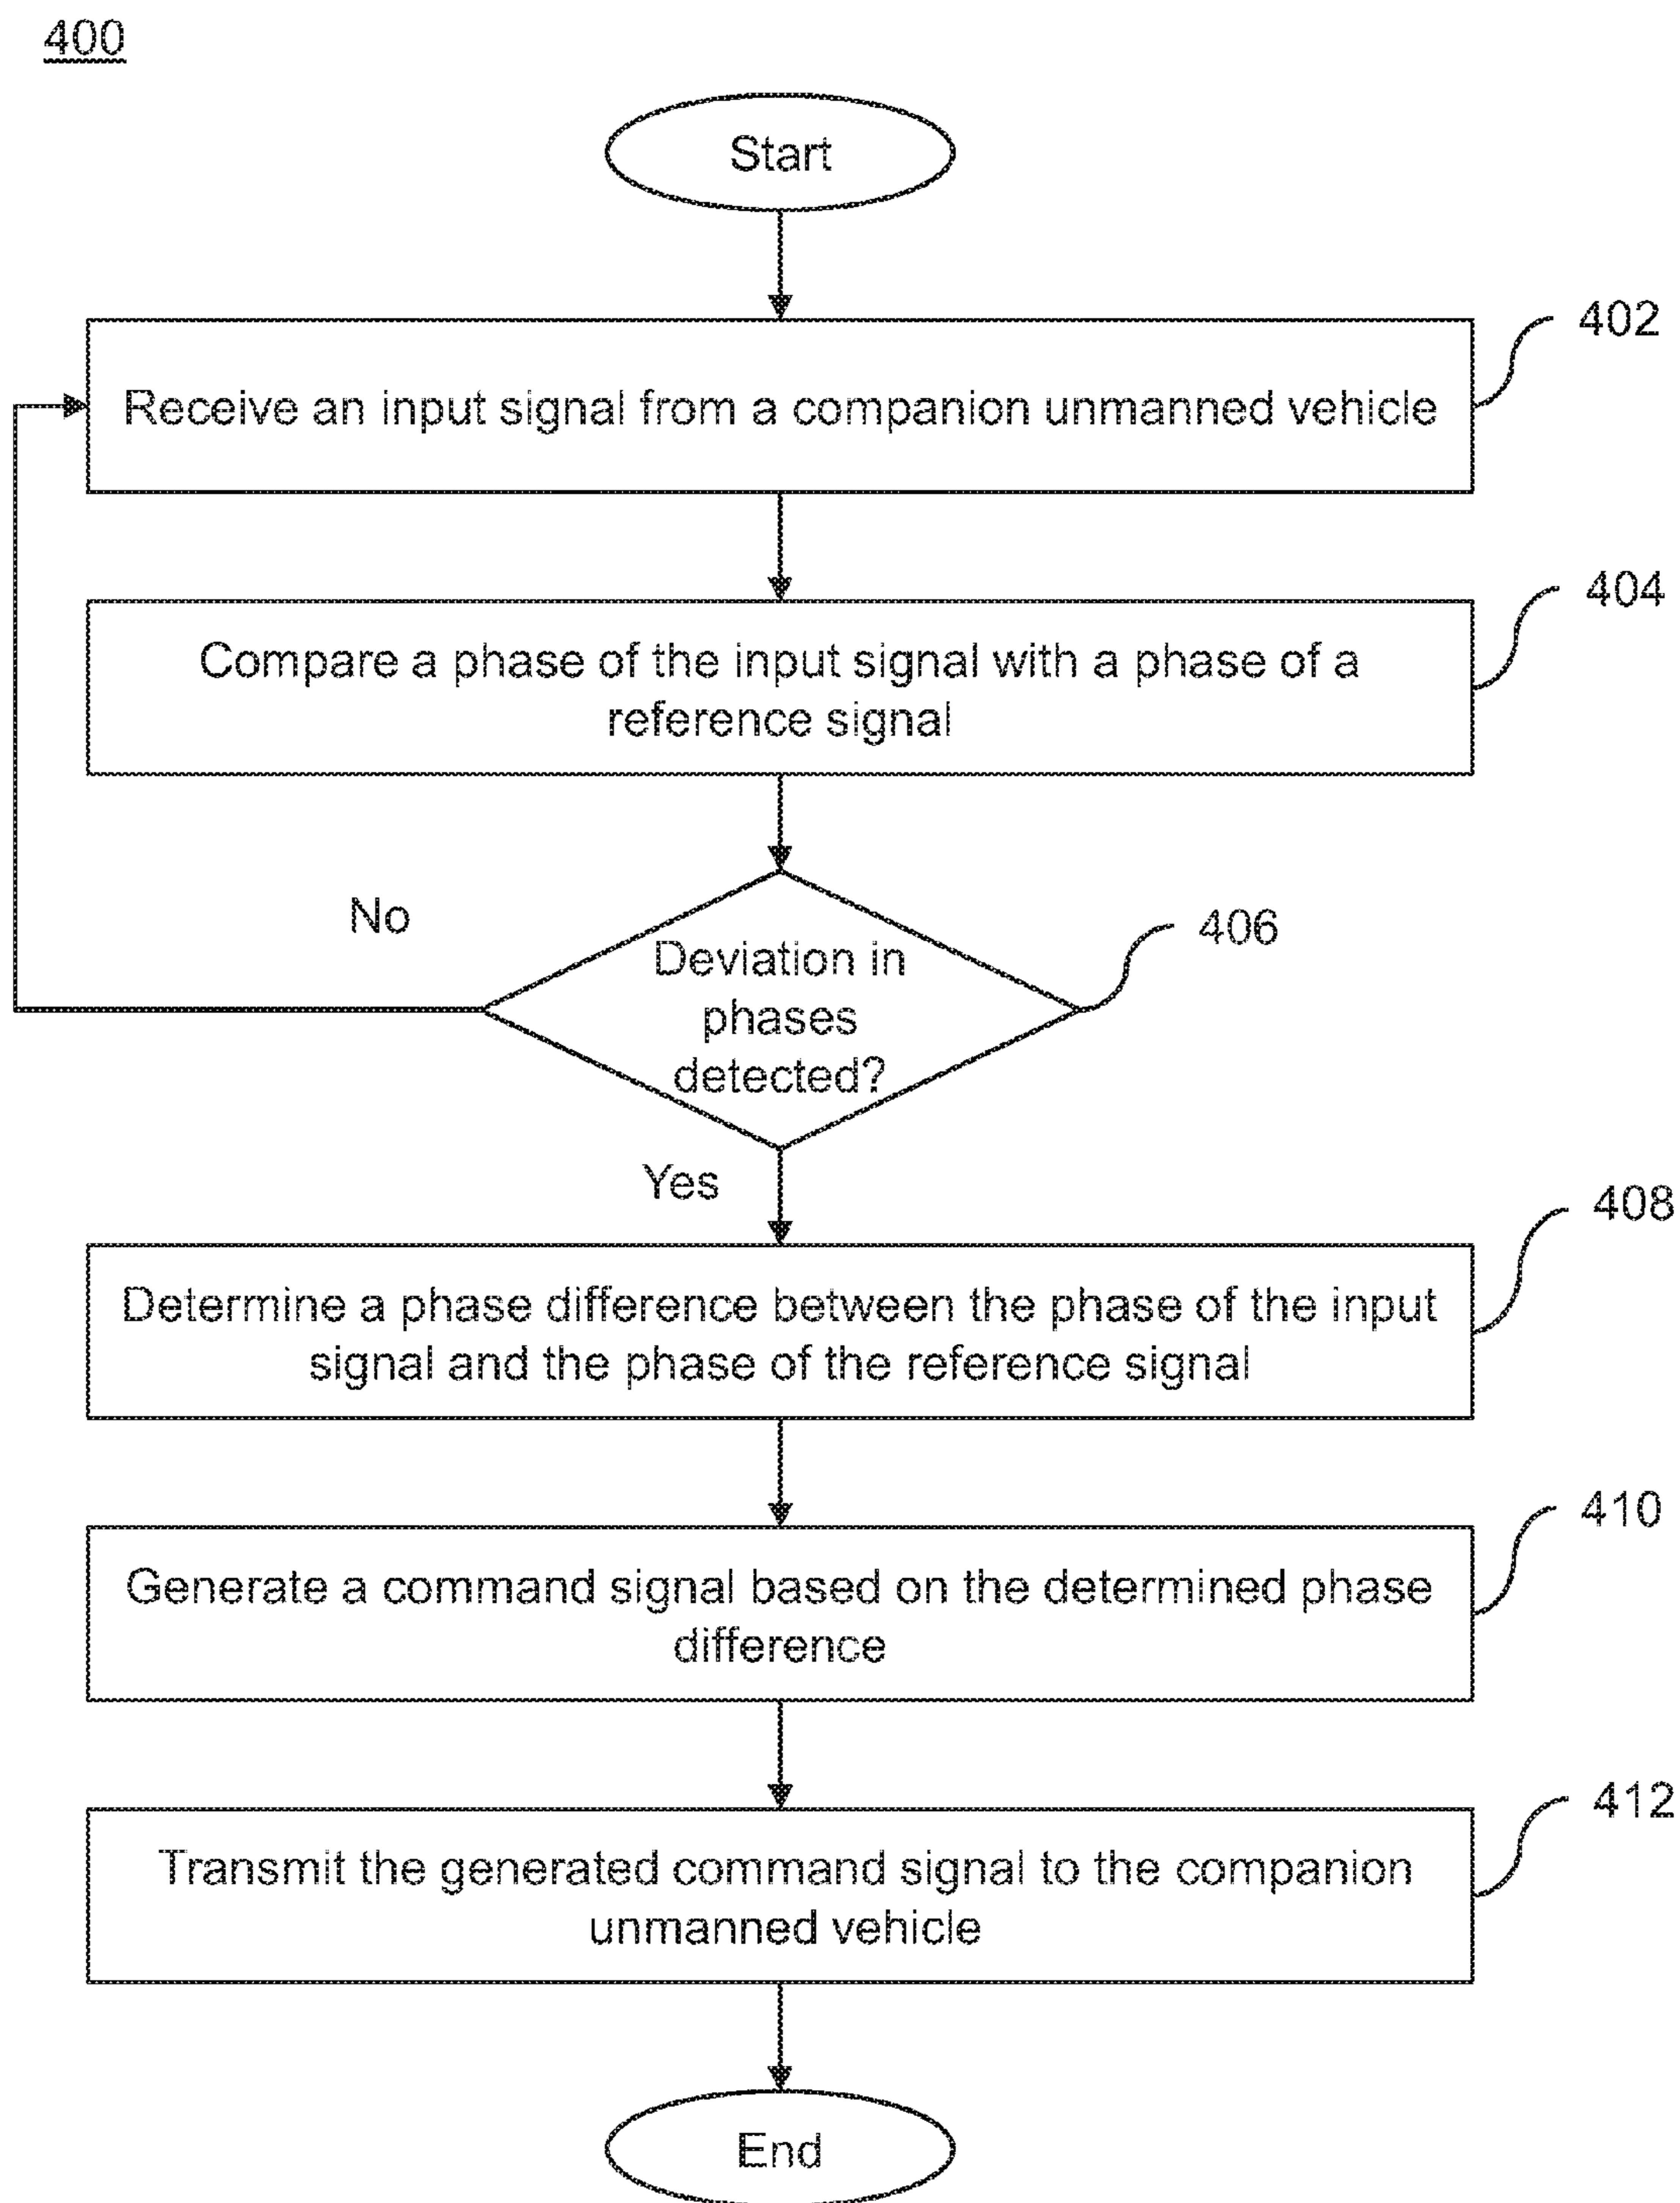 400
Start
402
Receive an input signal from a companion unmanned vehicle
404
Compare a phase of the input signal with a phase of a
reference signal
No
406
Deviation in
phases
detected?
Yes
408
Determine a phase difference between the phase of the input
signal and the phase of the reference signal
410
Generate a command signal based on the determined phase
difference
412
Transmit the generated command signal to the companion
unmanned vehicle
End